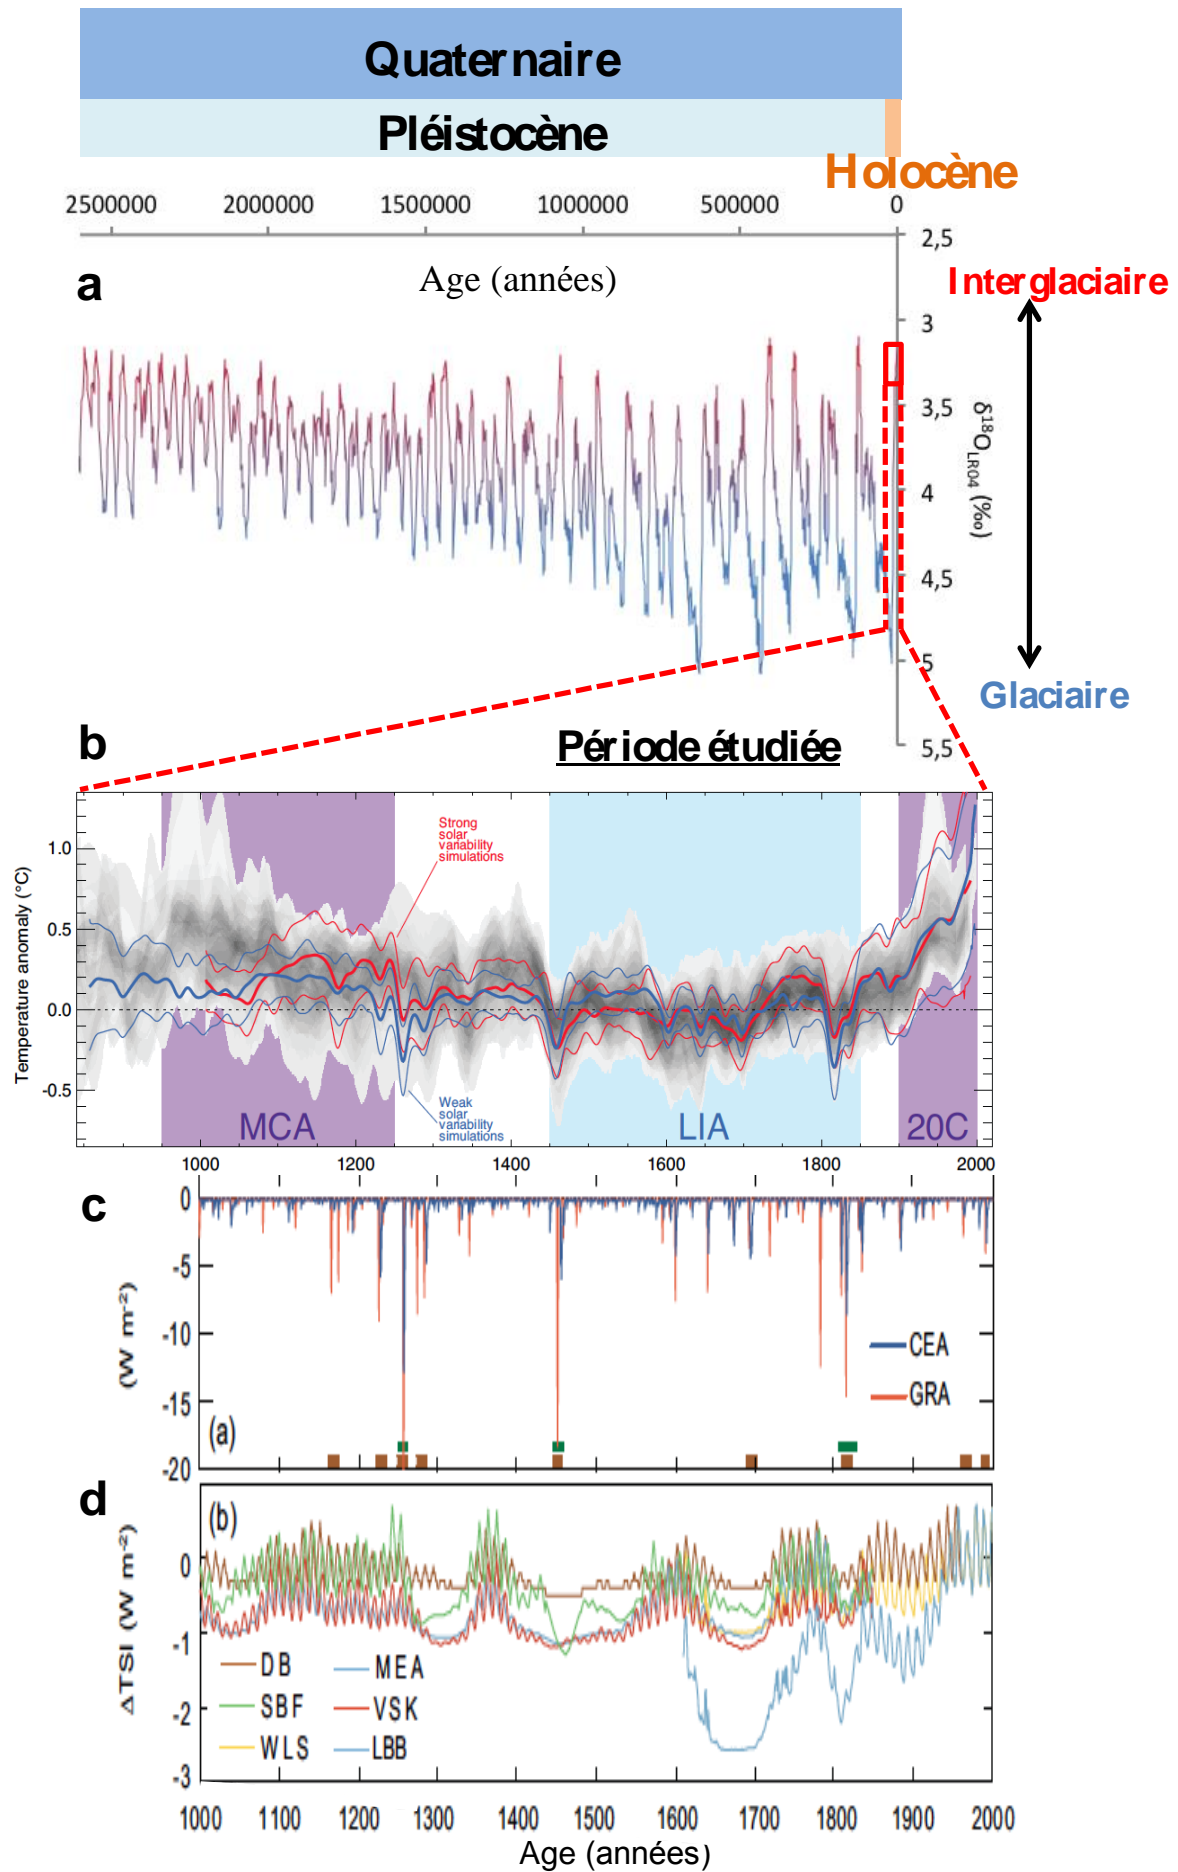 Quaternaire
Pléistocène
Holocène
2500000 2000000 1500000 1000000 500000 0
2,5
a
Age (années)
Interglaciaire
3
3,5
δ18O LR04 (‰)
4
4,5
5
Glaciaire
5,5
b
Période étudiée
Temperature anomaly (°C)
1.0
0.5
0.0
-0.5
Strong
solar
variability
simulations
Weak
solar
variability
simulations
MCA
LIA
20C
1000 1200 1400 1600 1800 2000
c
(W m-2)
0
-5
-10
-15
-20
CEA
GRA
(a)
d
(b)
ΔTSI (W m-2)
0
-1
-2
-3
DB MEA
SBF VSK
WLS LBB
1000 1100 1200 1300 1400 1500 1600 1700 1800 1900 2000
Age (années)